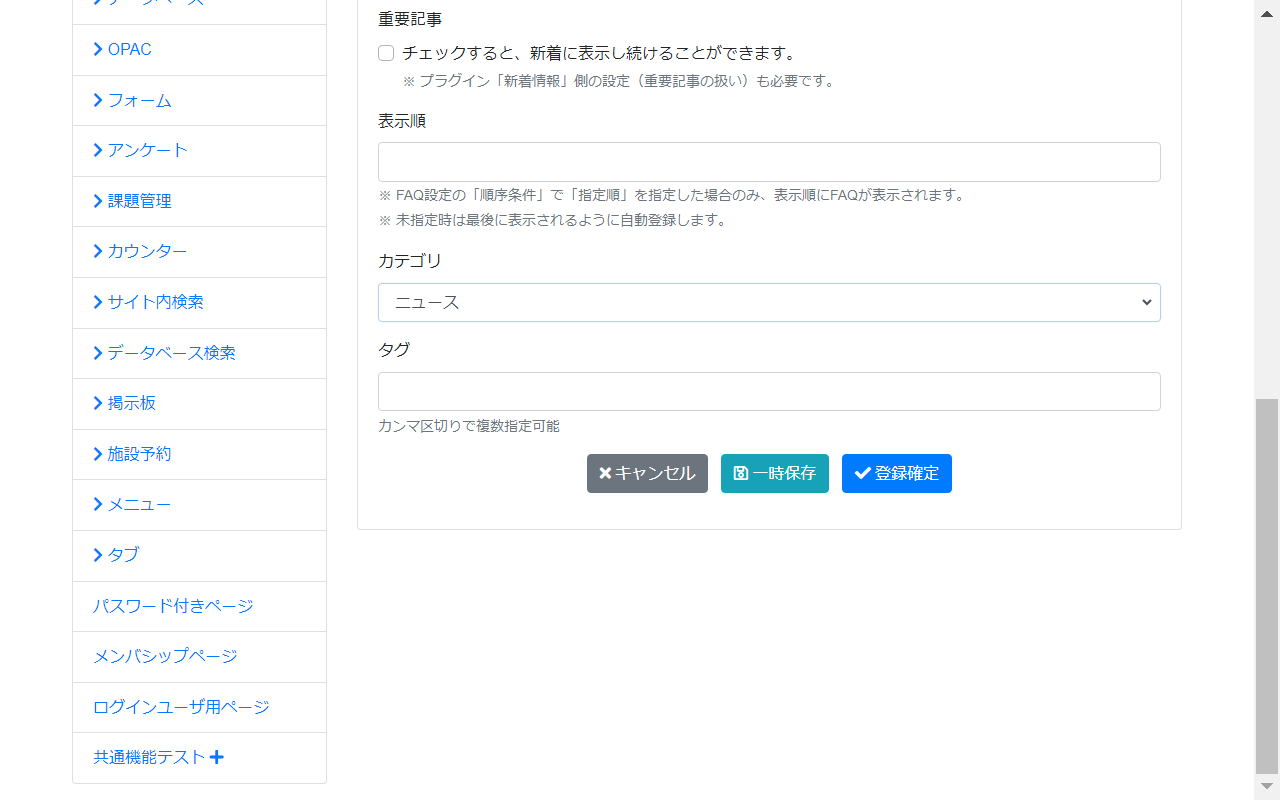 OPAC
フォーム
アンケート
課題管理
カウンター
サイト内検索
データベース検索
掲示板
施設予約
メニュー
タブ
パスワード付きページ
メンバシップページ
ログインユーザ用ページ
共通機能テスト
重要記事
チェックすると、新着に表示し続けることができます。
※ プラグイン「新着情報」側の設定（重要記事の扱い）も必要です。
表示順
※ FAQ設定の「順序条件」で「指定順」を指定した場合のみ、表示順にFAQが表示されます。
※ 未指定時は最後に表示されるように自動登録します。
カテゴリ
ニュース
タグ
カンマ区切りで複数指定可能
キャンセル
一時保存
登録確定